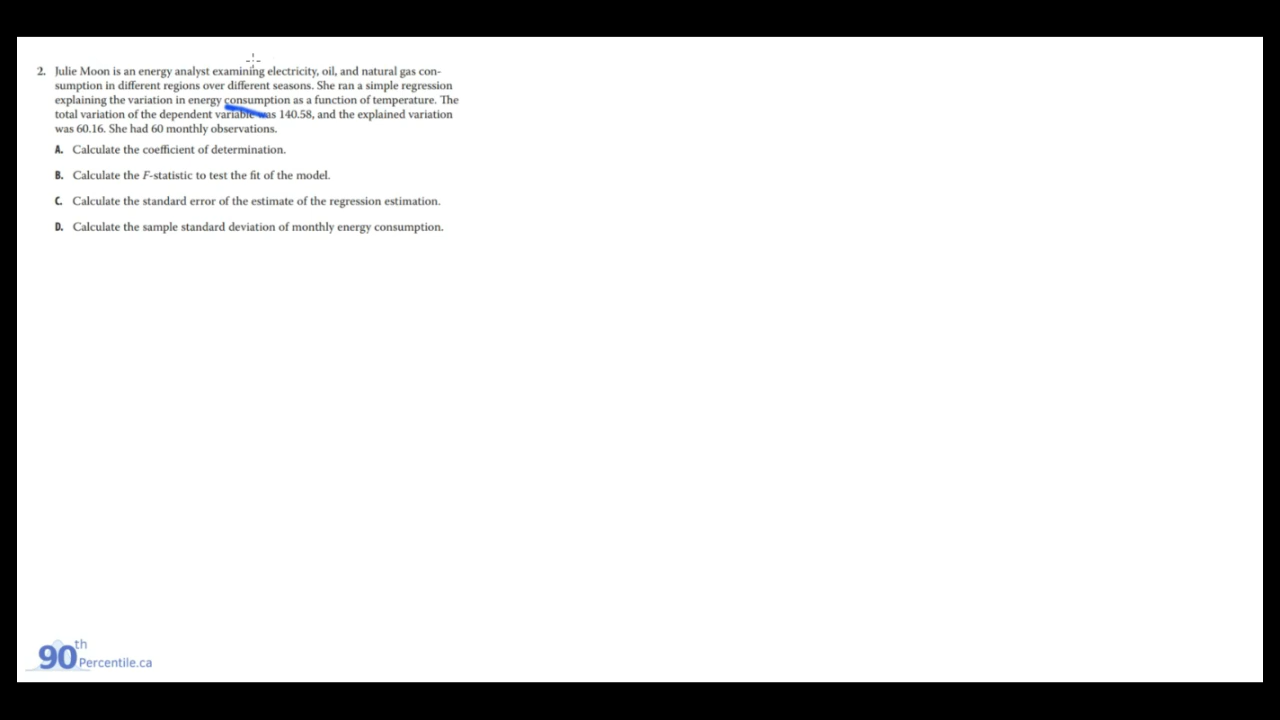 2. Julie Moon is an energy analyst examining electricity, oil, and natural gas con-
sumption in different regions over different seasons. She ran a simple regression
explaining the variation in energy consumption as a function of temperature. The
total variation of the dependent variable was 140.58, and the explained variation
was 60.16. She had 60 monthly observations.
A. Calculate the coefficient of determination.
B. Calculate the F-statistic to test the fit of the model.
C. Calculate the standard error of the estimate of the regression estimation.
D. Calculate the sample standard deviation of monthly energy consumption.
90th
Percentile.ca